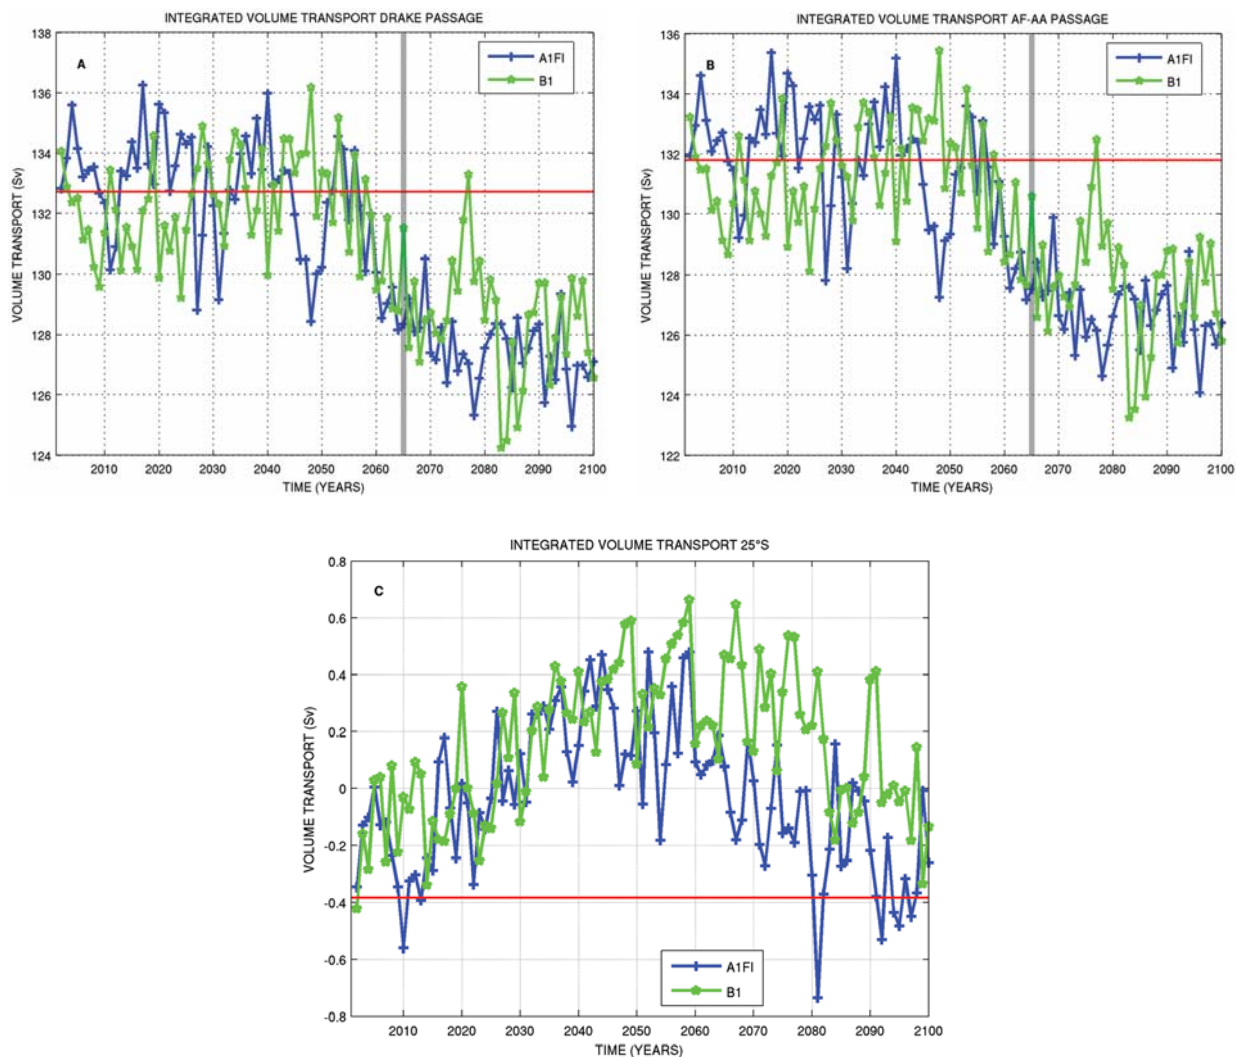 INTEGRATED VOLUME TRANSPORT DRAKE PASSAGE
138
136
134
132
130
128
126
124
VOLUME TRANSPORT (Sv)
A
A1FI
B1
2010 2020 2030 2040 2050 2060 2070 2080 2090 2100
TIME (YEARS)
INTEGRATED VOLUME TRANSPORT AF-AA PASSAGE
136
134
132
130
128
126
124
122
VOLUME TRANSPORT (Sv)
B
A1FI
B1
2010 2020 2030 2040 2050 2060 2070 2080 2090 2100
TIME (YEARS)
INTEGRATED VOLUME TRANSPORT 25°S
0.8
0.6
0.4
0.2
0
-0.2
-0.4
-0.6
-0.8
VOLUME TRANSPORT (Sv)
C
A1FI
B1
2010 2020 2030 2040 2050 2060 2070 2080 2090 2100
TIME (YEARS)